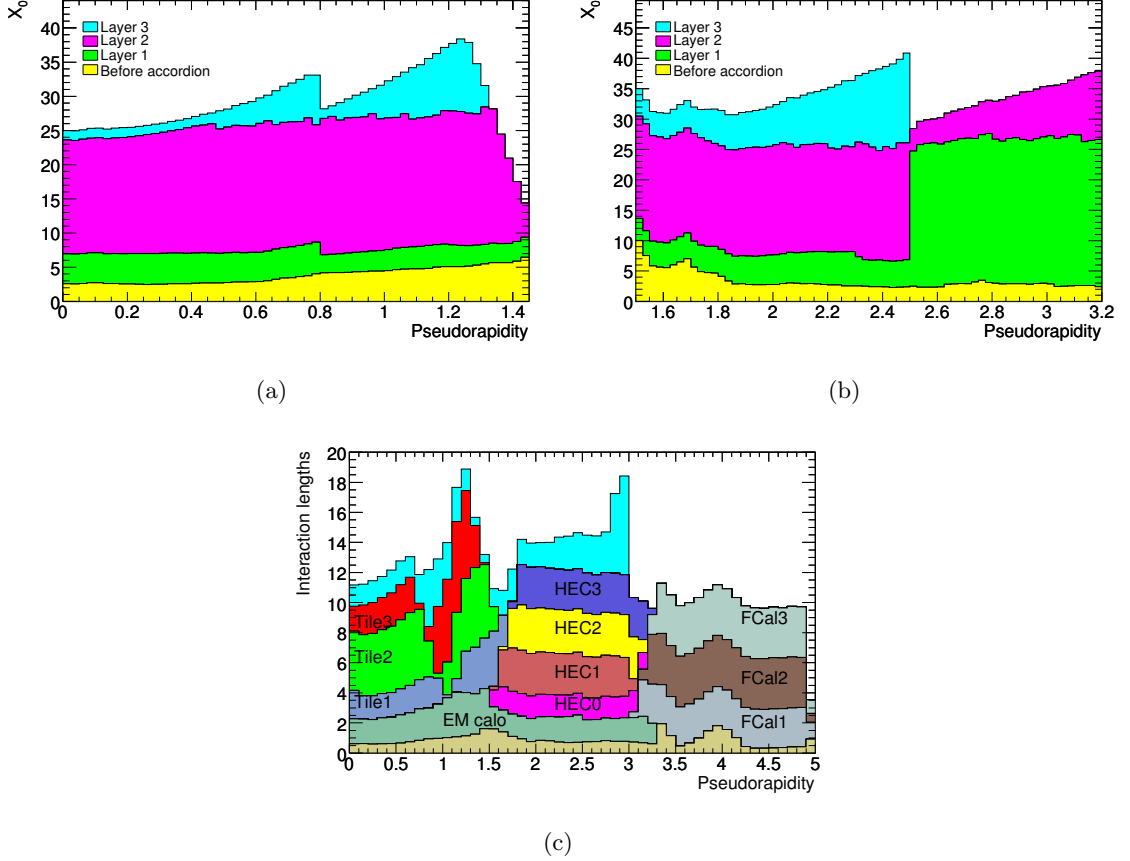 X0
40
35
30
25
20
15
10
5
0
Layer 3
Layer 2
Layer 1
Before accordion
0 0.2 0.4 0.6 0.8 1 1.2 1.4
Pseudorapidity
(a)
X0
45
40
35
30
25
20
15
10
5
0
Layer 3
Layer 2
Layer 1
Before accordion
1.6 1.8 2 2.2 2.4 2.6 2.8 3 3.2
Pseudorapidity
(b)
Interaction lengths
20
18
16
14
12
10
8
6
4
2
0
Tile3
Tile2
Tile1
EM calo
HEC3
HEC2
HEC1
HEC0
FCal3
FCal2
FCal1
0 0.5 1 1.5 2 2.5 3 3.5 4 4.5 5
Pseudorapidity
(c)